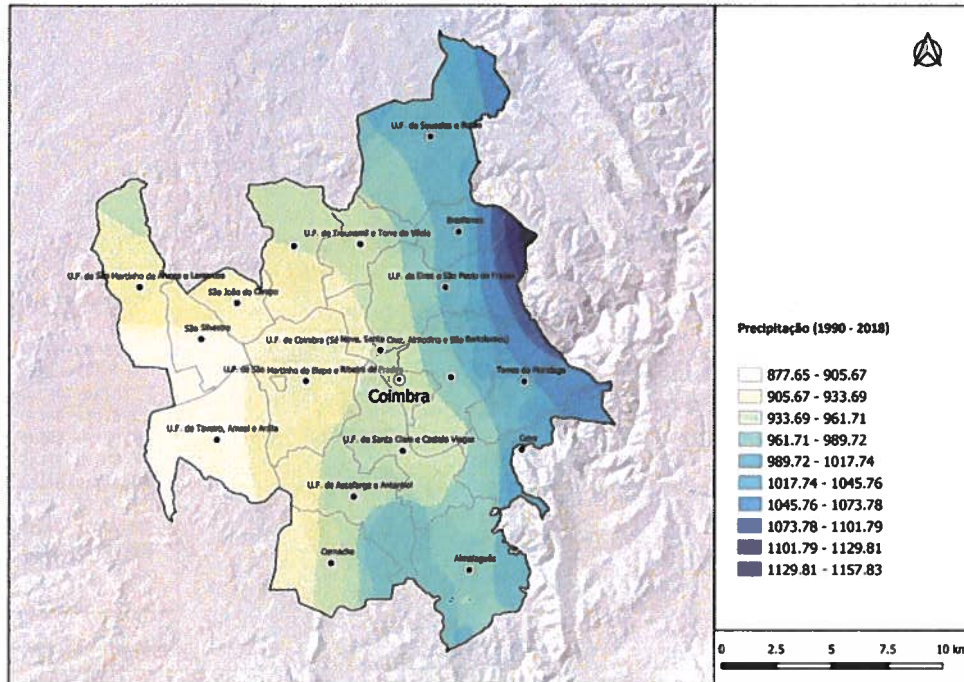 U.F. de Souselas e Botão
Brasfemes
U.F. de Trouxemil e Torre de Vilela
U.F. de São Martinho de Árvore e Lamarosa
U.F. de Eiras e São Paulo de Frades
São João do Campo
São Silvestre
U.F. de Coimbra (Sé Nova, Santa Cruz, Almedina e São Bartolomeu)
U.F. de São Martinho do Bispo e Ribeira de Frades
Torres do Mondego
Coimbra
U.F. de Taveiro, Ameal e Arzila
U.F. de Santa Clara e Castelo Viegas
Ceira
U.F. de Assafarge e Antanhol
Cernache
Almalaguês
Precipitação (1990 - 2018)
877.65 - 905.67
905.67 - 933.69
933.69 - 961.71
961.71 - 989.72
989.72 - 1017.74
1017.74 - 1045.76
1045.76 - 1073.78
1073.78 - 1101.79
1101.79 - 1129.81
1129.81 - 1157.83
0 2.5 5 7.5 10 km